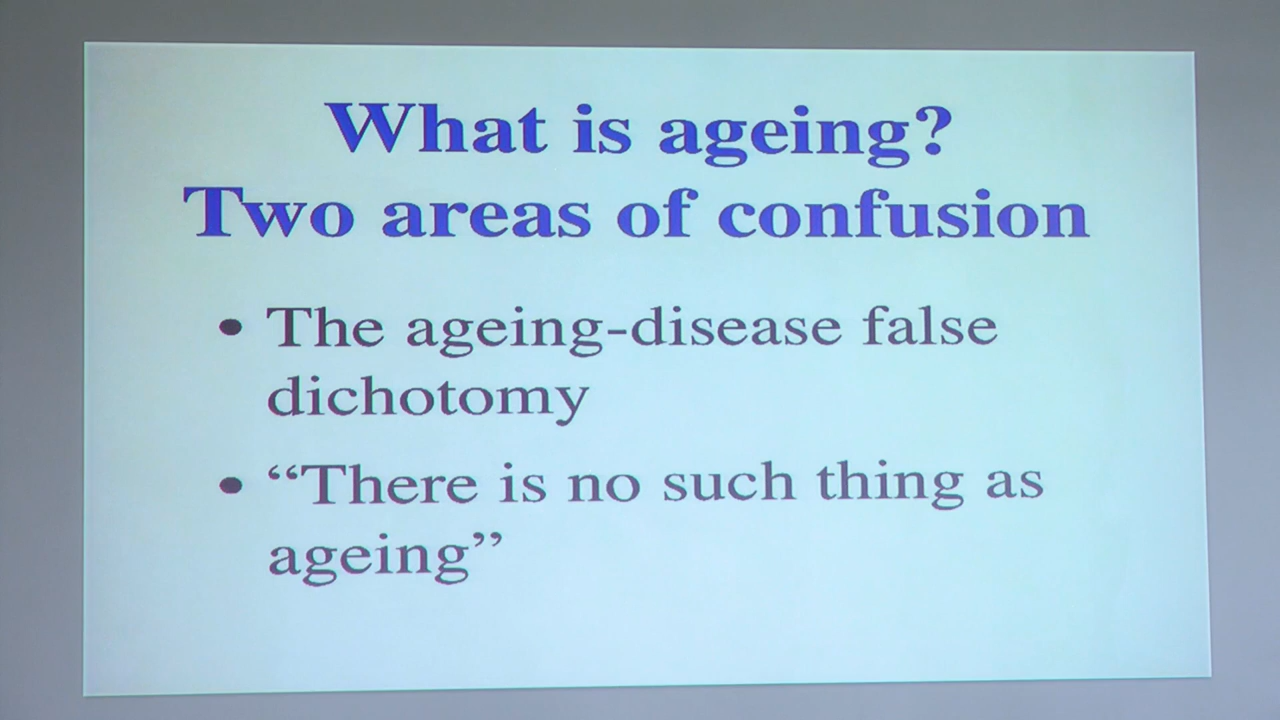 What is ageing?
Two areas of confusion
• The ageing-disease false
dichotomy
• “There is no such thing as
ageing”